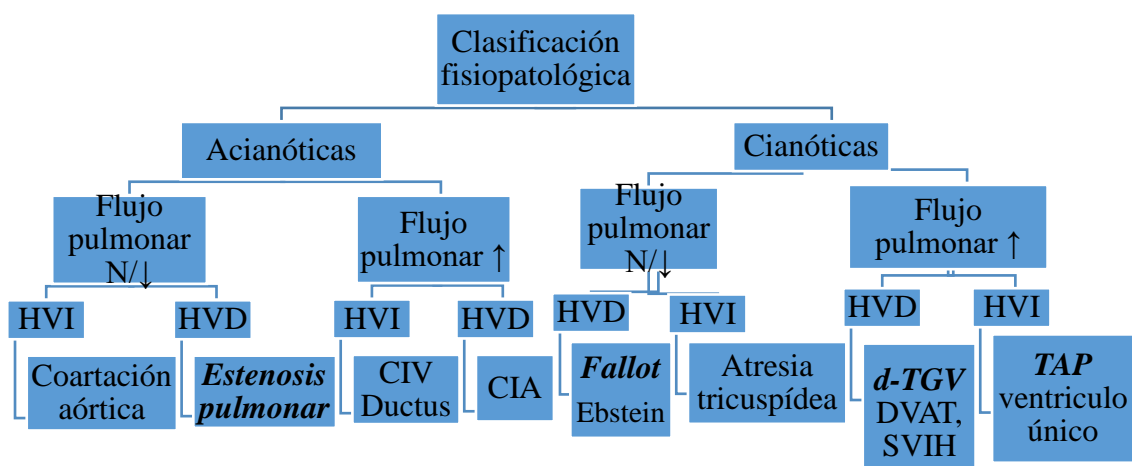 Clasificación
fisiopatológica
Acianóticas
Cianóticas
Flujo
pulmonar
N/↓
Flujo
pulmonar ↑
Flujo
pulmonar
N/↓
Flujo
pulmonar ↑
HVI
HVD
HVI
HVD
HVD
HVI
HVD
HVI
Coartación
aórtica
Estenosis
pulmonar
CIV
Ductus
CIA
Fallot
Ebstein
Atresia
tricuspídea
d-TGV
DVAT,
SVIH
TAP
ventriculo
único